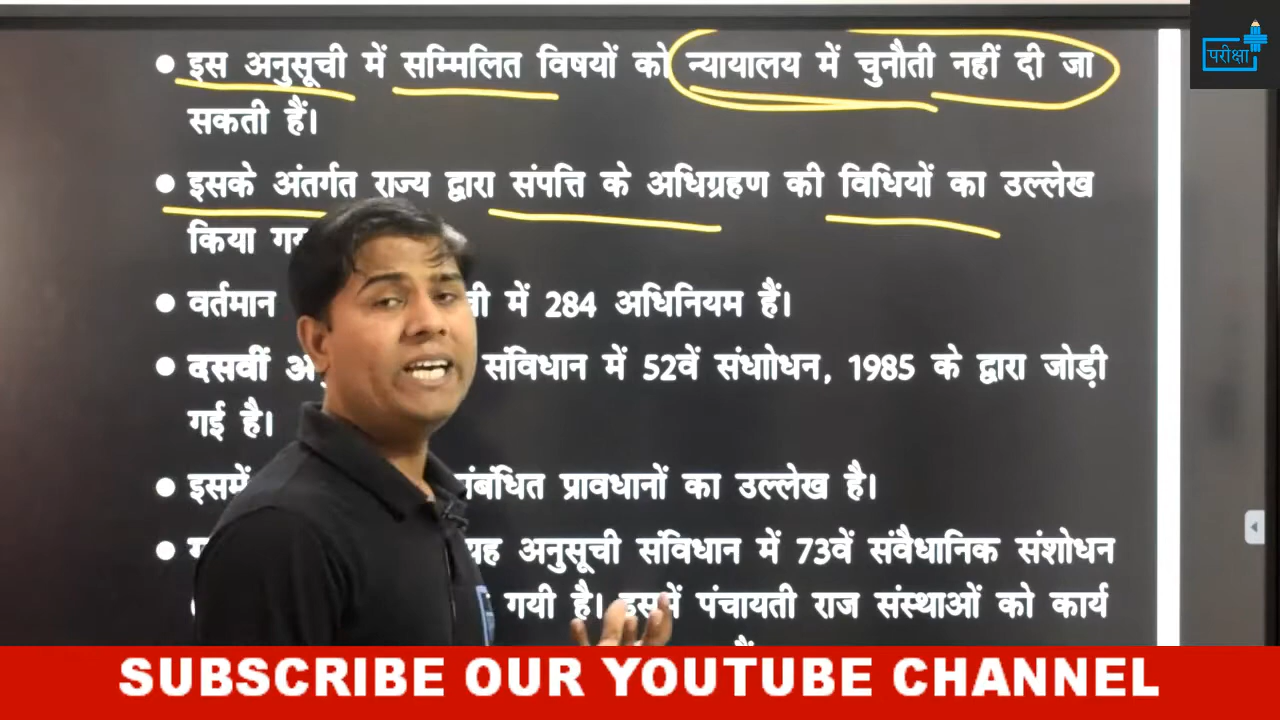 परीक्षा
इस अनुसूची में सम्मिलित विषयों को न्यायालय में चुनौती नहीं दी जा
सकती हैं।
इसके अंतर्गत राज्य द्वारा संपत्ति के अधिग्रहण की विधियों का उल्लेख
किया
वर्तमान में 284 अधिनियम हैं।
दसवीं संविधान में 52वें संधाोधन, 1985 के द्वारा जोड़ी
गई है।
इसमें प्रावधानों का उल्लेख है।
यह अनुसूची संविधान में 73वें संवैधानिक संशोधन
गयी है। इसमें पंचायती राज संस्थाओं को कार्य
SUBSCRIBE OUR YOUTUBE CHANNEL